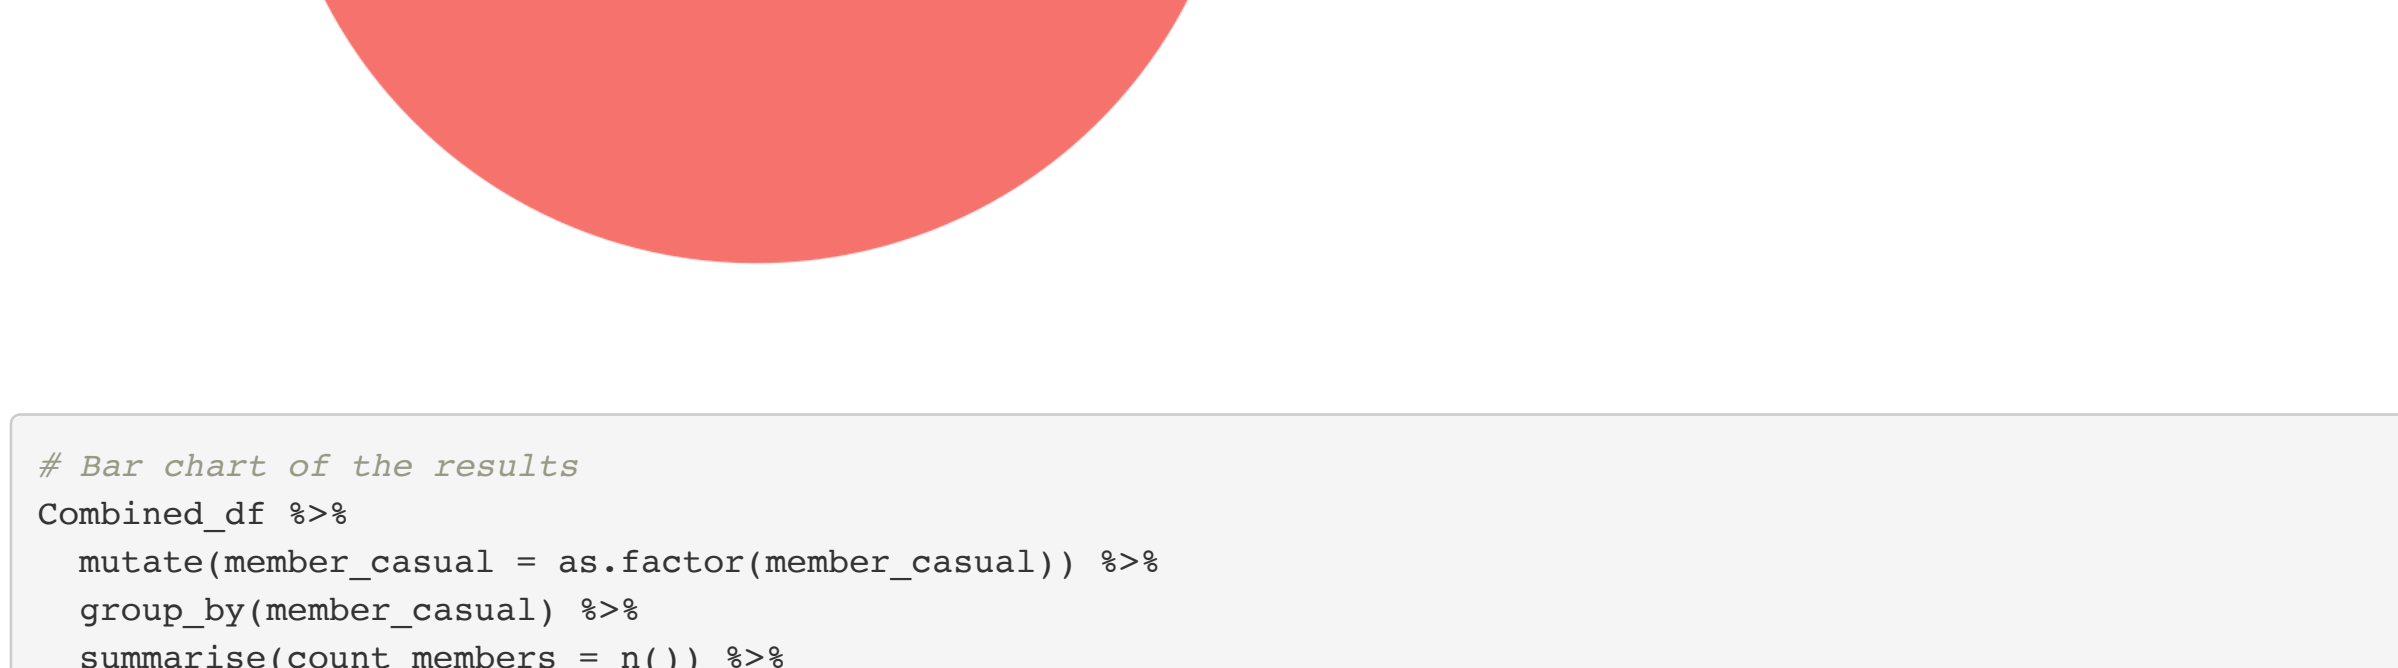 # Bar chart of the results
Combined_df %>%
  mutate(member_casual = as.factor(member_casual)) %>%
  group_by(member_casual) %>%
  summarise(count_members = n()) %>%